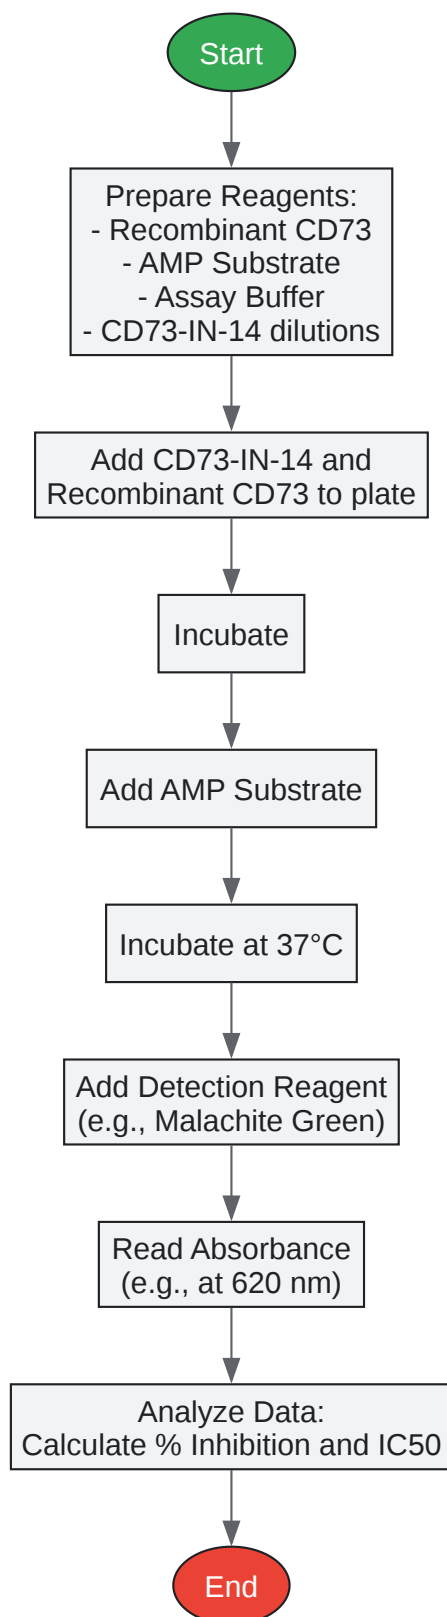 Start
Prepare Reagents:
- Recombinant CD73
- AMP Substrate
- Assay Buffer
- CD73-IN-14 dilutions
Add CD73-IN-14 and
Recombinant CD73 to plate
Incubate
Add AMP Substrate
Incubate at 37°C
Add Detection Reagent
(e.g., Malachite Green)
Read Absorbance
(e.g., at 620 nm)
Analyze Data:
Calculate % Inhibition and IC50
End